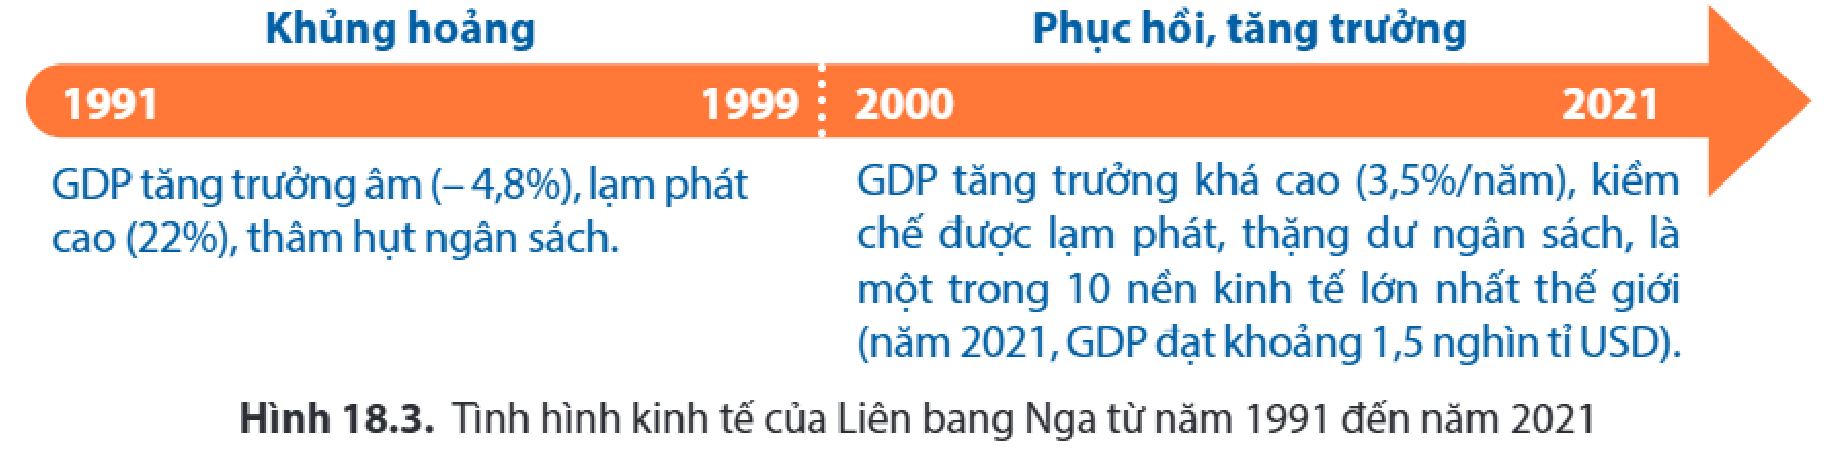 Khủng hoảng
Phục hồi, tăng trưởng
1991
1999
2000
2021
GDP tăng trưởng âm (– 4,8%), lạm phát
cao (22%), thâm hụt ngân sách.
GDP tăng trưởng khá cao (3,5%/năm), kiềm
chế được lạm phát, thặng dư ngân sách, là
một trong 10 nền kinh tế lớn nhất thế giới
(năm 2021, GDP đạt khoảng 1,5 nghìn tỉ USD).
Hình 18.3. Tình hình kinh tế của Liên bang Nga từ năm 1991 đến năm 2021